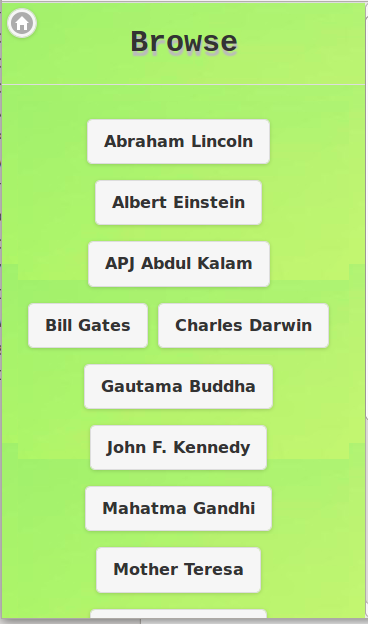 Browse
Abraham Lincoln
Albert Einstein
APJ Abdul Kalam
Bill Gates Charles Darwin
Gautama Buddha
John F. Kennedy
Mahatma Gandhi
Mother Teresa